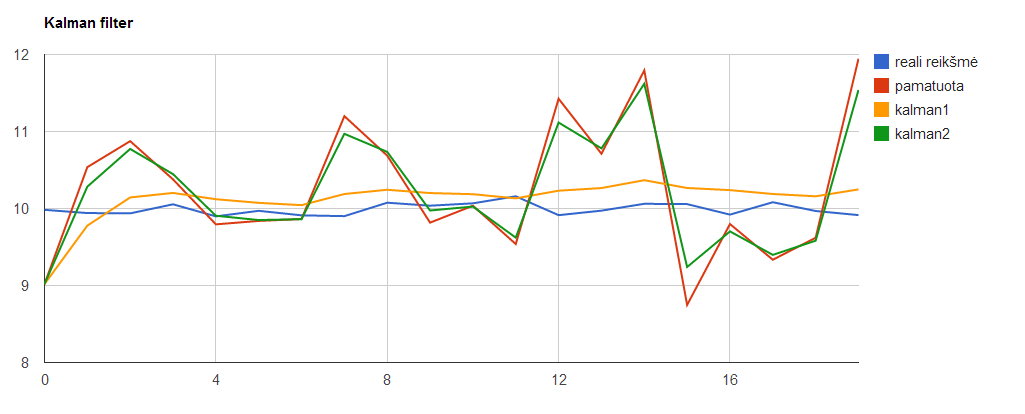 Kalman filter
12
11
10
9
8
0 4 8 12 16
reali reikšmė
pamatuota
kalman1
kalman2